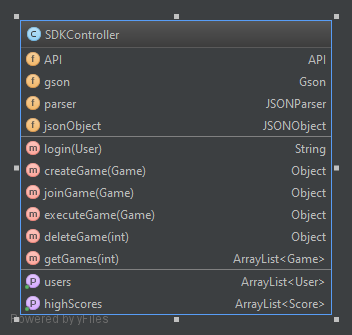 C SDKController
f API API
f gson Gson
f parser JSONParser
f jsonObject JSONObject
m login(User) String
m createGame(Game) Object
m joinGame(Game) Object
m executeGame(Game) Object
m deleteGame(int) Object
m getGames(int) ArrayList<Game>
P users ArrayList<User>
P highScores ArrayList<Score>
Powered by yFiles